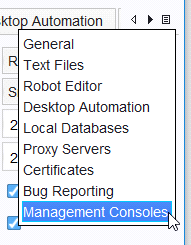 sktop Automation
General
Text Files
Robot Editor
Desktop Automation
Local Databases
Proxy Servers
Certificates
Bug Reporting
Management Consoles
R
S
2
2